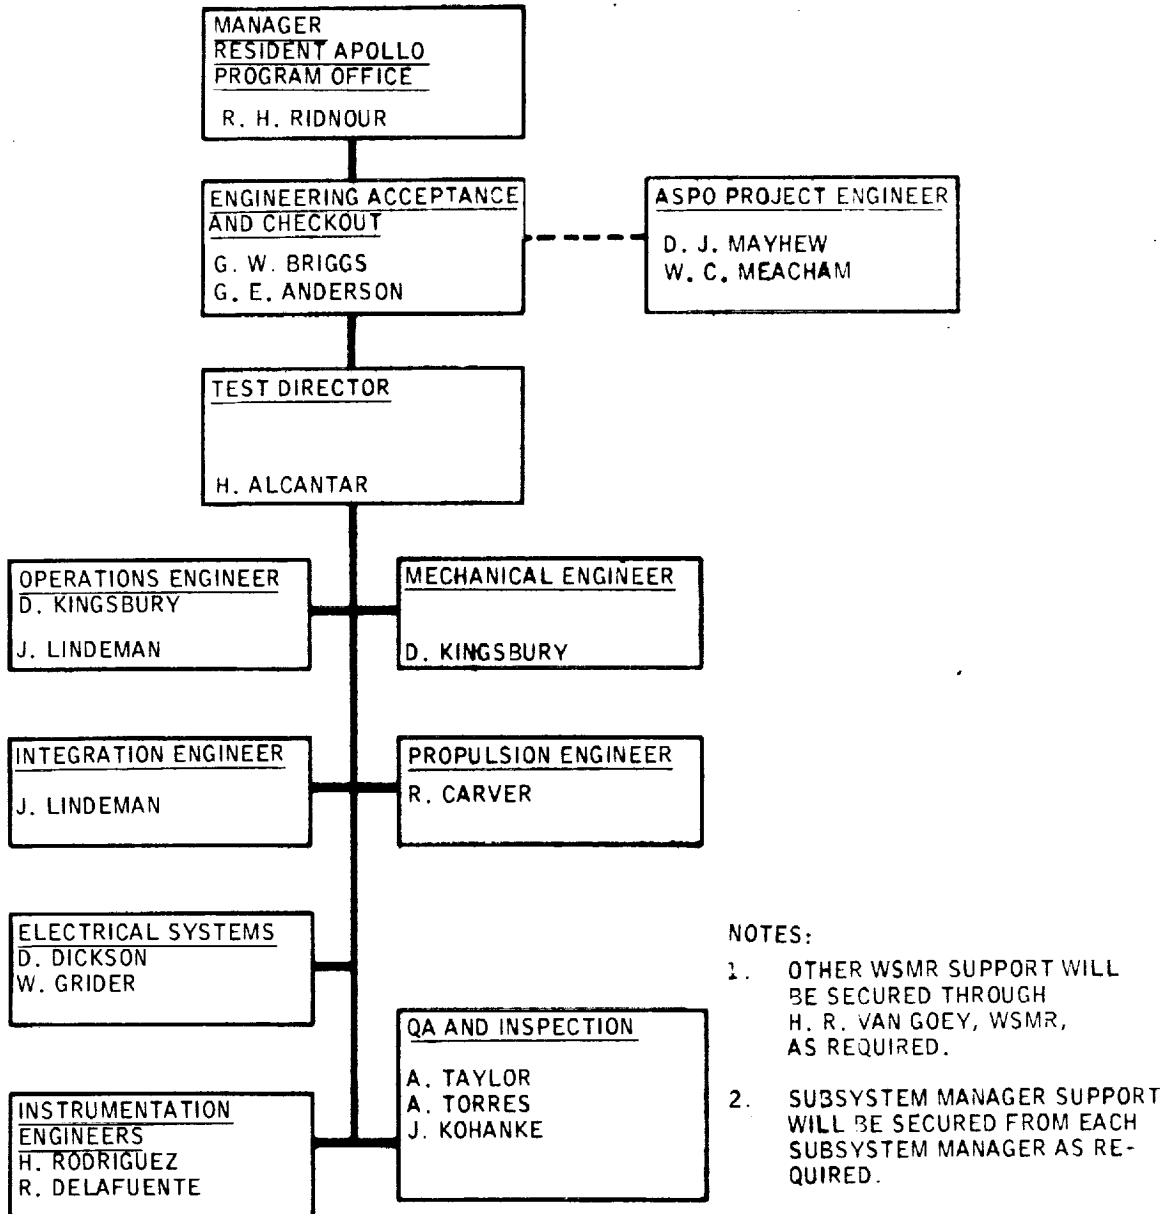 MANAGER
RESIDENT APOLLO
PROGRAM OFFICE
R. H. RIDNOUR
ENGINEERING ACCEPTANCE
AND CHECKOUT
G. W. BRIGGS
G. E. ANDERSON
ASPO PROJECT ENGINEER
D. J. MAYHEW
W. C. MEACHAM
TEST DIRECTOR
H. ALCANTAR
OPERATIONS ENGINEER
D. KINGSBURY
J. LINDEMAN
MECHANICAL ENGINEER
D. KINGSBURY
INTEGRATION ENGINEER
J. LINDEMAN
PROPULSION ENGINEER
R. CARVER
ELECTRICAL SYSTEMS
D. DICKSON
W. GRIDER
QA AND INSPECTION
A. TAYLOR
A. TORRES
J. KOHANKE
INSTRUMENTATION
ENGINEERS
H. RODRIGUEZ
R. DELAFUENTE
NOTES:
1. OTHER WSMR SUPPORT WILL
BE SECURED THROUGH
H. R. VAN GOEY, WSMR,
AS REQUIRED.
2. SUBSYSTEM MANAGER SUPPORT
WILL BE SECURED FROM EACH
SUBSYSTEM MANAGER AS RE-
QUIRED.